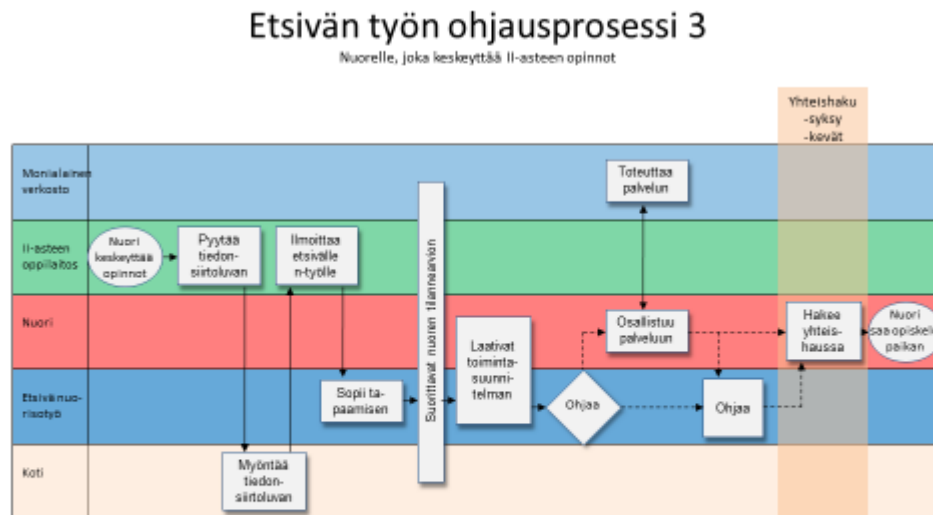 Etsivän työn ohjausprosessi 3
Nuorelle, joka keskeyttää II-asteen opinnot
Yhteishaku
-syksy
-kevät
Monialainen
verkosto
Toteuttaa
palvelun
II-asteen
oppilaitos
Nuori
keskeyttää
opinnot
Pyytää
tiedon-
siirtoluvan
Ilmoittaa
etsivälle
n-työlle
Suorittavat nuoren tilannearvion
Nuori
Laativat
toiminta-
suunni-
telman
Osallistuu
palveluun
Hakee
yhteis-
haussa
Nuori
saa opiskelu
paikan
Etsivä nuo-
risotyö
Sopii ta-
paamisen
Ohjaa
Ohjaa
Koti
Myöntää
tiedon-
siirtoluvan